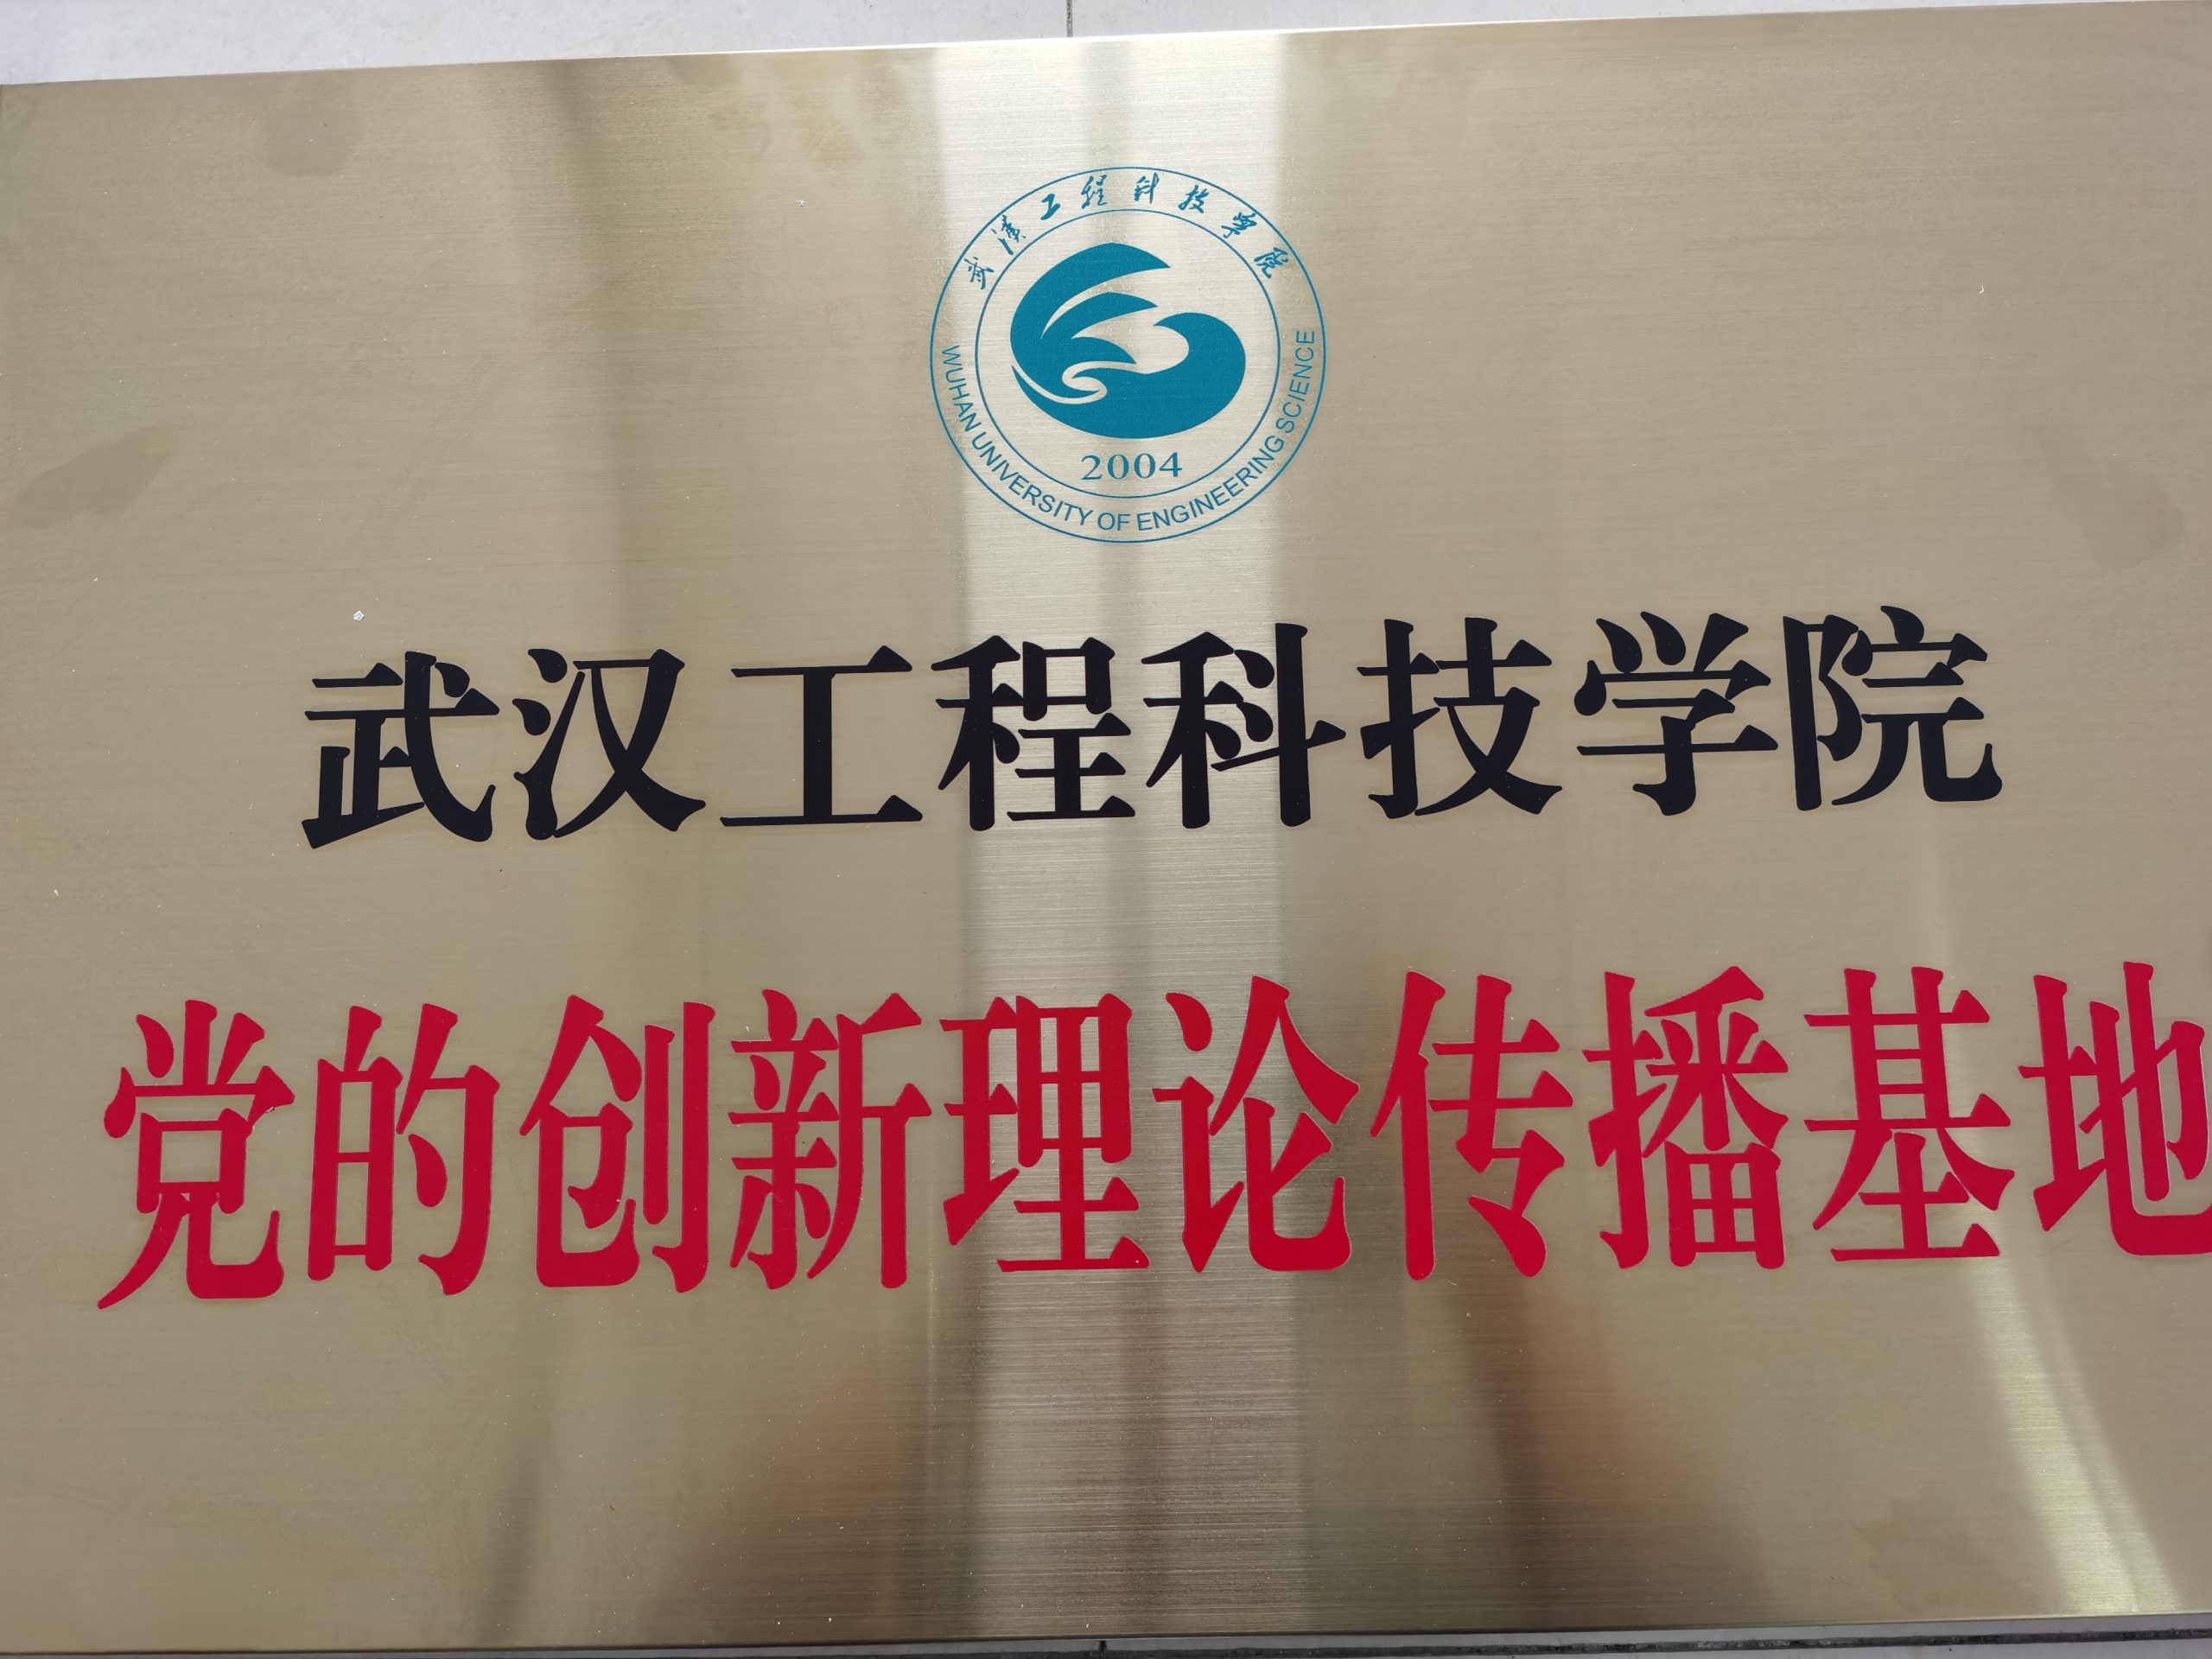 武漢工程科技学院
2004
WUHAN UNIVERSITY OF ENGINEERING SCIENCE
武汉工程科技学院
党的创新理论传播基地